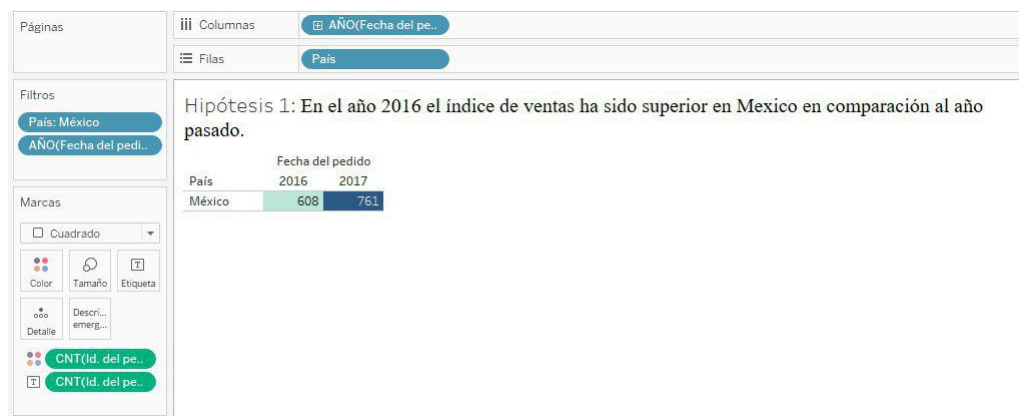 Páginas
iii Columnas
AÑO(Fecha del pe..
Filas
País
Filtros
País: México
AÑO(Fecha del pedi..
Hipótesis 1: En el año 2016 el índice de ventas ha sido superior en Mexico en comparación al año
pasado.
Fecha del pedido
País 2016 2017
México 608 761
Marcas
Cuadrado
Color Tamaño Etiqueta
Detalle Descri...
emerg...
CNT(Id. del pe..
T CNT(Id. del pe..